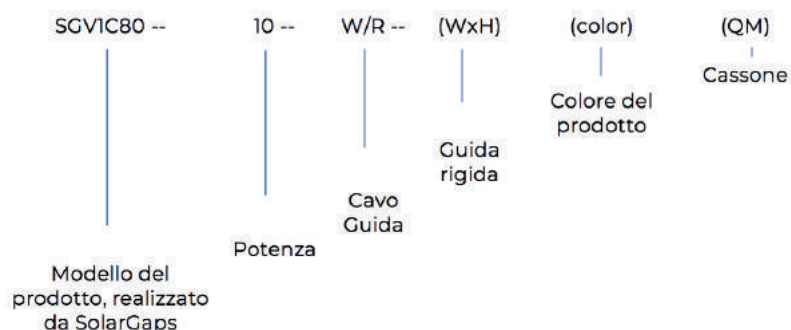 SGV1C80 -- 10 -- W/R -- (WxH) (color) (QM)
Cassone
Colore del
prodotto
Guida
rigida
Cavo
Guida
Potenza
Modello del
prodotto, realizzato
da SolarGaps